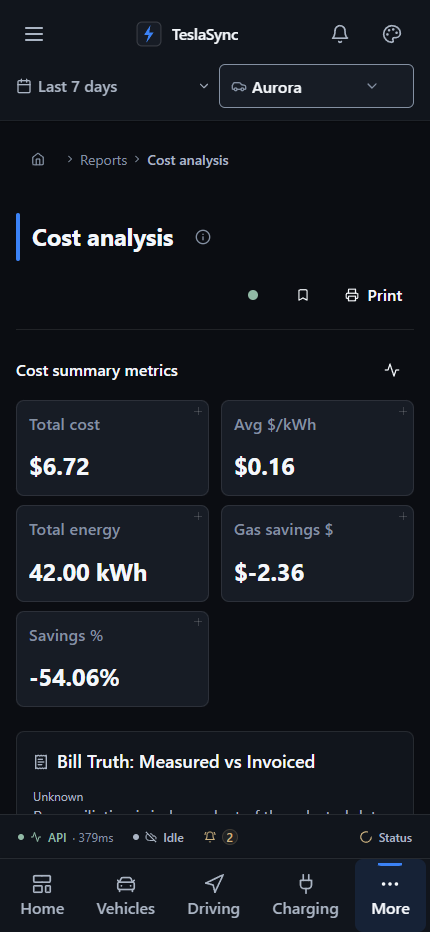 TeslaSync
Last 7 days
Aurora
Reports
Cost analysis
Cost analysis
Print
Cost summary metrics
Total cost
$6.72
Avg $/kWh
$0.16
Total energy
42.00 kWh
Gas savings $
$-2.36
Savings %
-54.06%
Bill Truth: Measured vs Invoiced
Unknown
API · 379ms
Idle
2
Status
Home
Vehicles
Driving
Charging
More